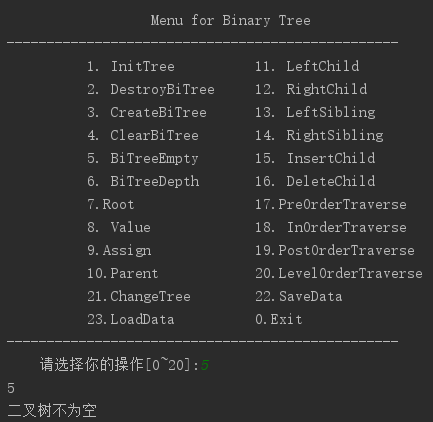 Menu for Binary Tree
-------------------------------------------------
1. InitTree 11. LeftChild
2. DestroyBiTree 12. RightChild
3. CreateBiTree 13. LeftSibling
4. ClearBiTree 14. RightSibling
5. BiTreeEmpty 15. InsertChild
6. BiTreeDepth 16. DeleteChild
7.Root 17.PreOrderTraverse
8. Value 18. InOrderTraverse
9.Assign 19.PostOrderTraverse
10.Parent 20.LevelOrderTraverse
21.ChangeTree 22.SaveData
23.LoadData 0.Exit
-------------------------------------------------
请选择你的操作[0~20]:5
5
二叉树不为空